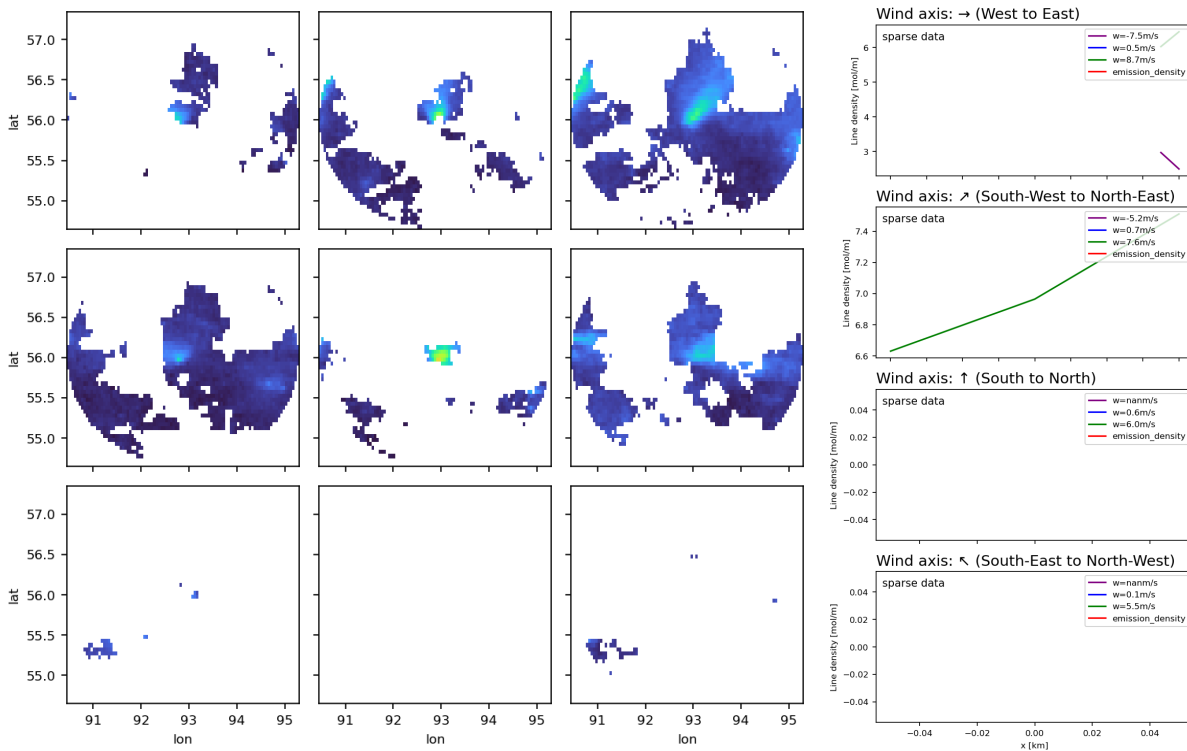 57.0
56.5
56.0
55.5
55.0
lat
57.0
56.5
56.0
55.5
55.0
lat
57.0
56.5
56.0
55.5
55.0
lat
91 92 93 94 95
lon
91 92 93 94 95
lon
91 92 93 94 95
lon
Wind axis: → (West to East)
sparse data
w=-7.5m/s
w=0.5m/s
w=8.7m/s
emission_density
6
5
4
3
Line density [mol/m]
Wind axis: ↗ (South-West to North-East)
sparse data
w=-5.2m/s
w=0.7m/s
w=7.6m/s
emission_density
7.4
7.2
7.0
6.8
6.6
Line density [mol/m]
Wind axis: ↑ (South to North)
sparse data
w=nanm/s
w=0.6m/s
w=6.0m/s
emission_density
0.04
0.02
0.00
−0.02
−0.04
Line density [mol/m]
Wind axis: ↖ (South-East to North-West)
sparse data
w=nanm/s
w=0.1m/s
w=5.5m/s
emission_density
0.04
0.02
0.00
−0.02
−0.04
Line density [mol/m]
−0.04 −0.02 0.00 0.02 0.04
x [km]